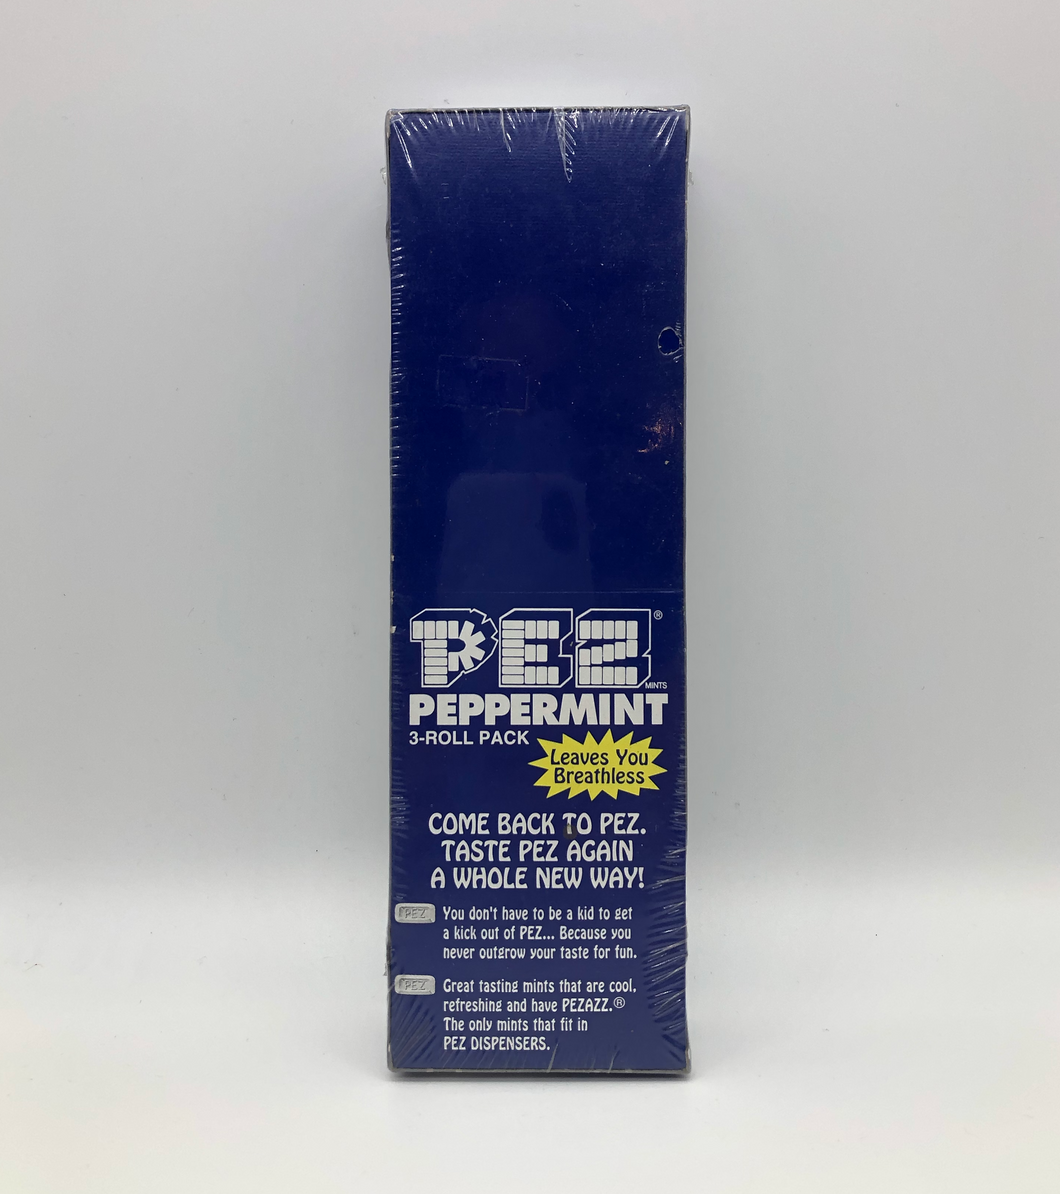 PEZ®
MINTS
PEPPERMINT
3-ROLL PACK
Leaves You
Breathless
COME BACK TO PEZ.
TASTE PEZ AGAIN
A WHOLE NEW WAY!
PEZ
You don't have to be a kid to get
a kick out of PEZ... Because you
never outgrow your taste for fun.
PEZ
Great tasting mints that are cool,
refreshing and have PEZAZZ.®
The only mints that fit in
PEZ DISPENSERS.